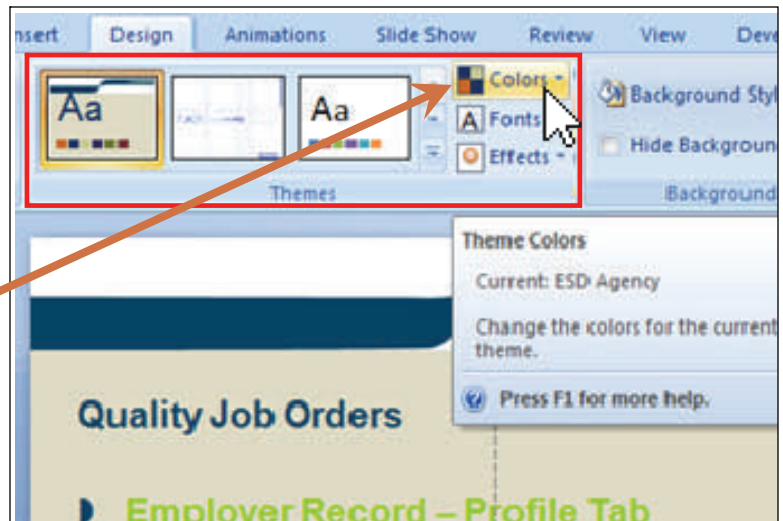 nsert Design Animations Slide Show Review View Deve
Aa Aa Colors
Background Styl
A Fonts
Hide Backgroun
Effects
Themes Background
Theme Colors
Current: ESD Agency
Change the colors for the current
theme.
Press F1 for more help.
Quality Job Orders
Employer Record – Profile Tab